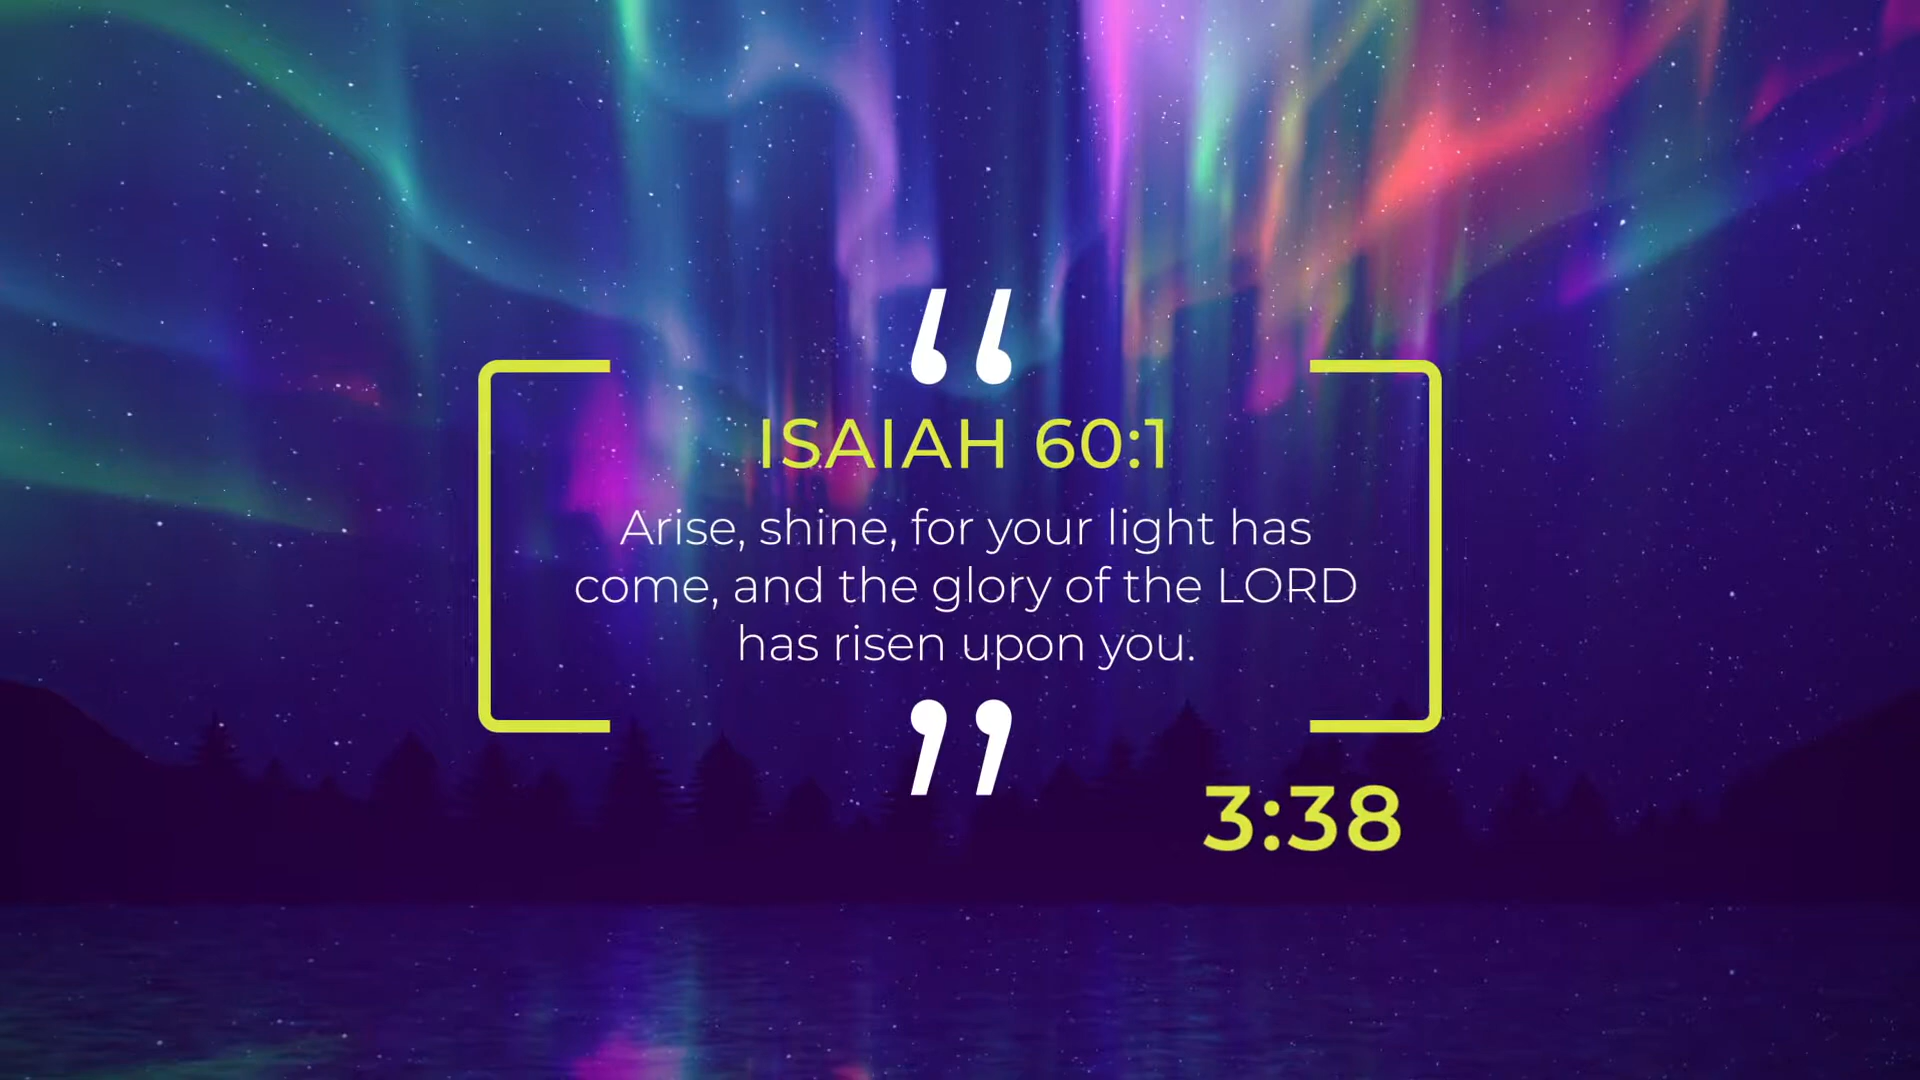 “
ISAIAH 60:1
Arise, shine, for your light has
come, and the glory of the LORD
has risen upon you.
”
3:38